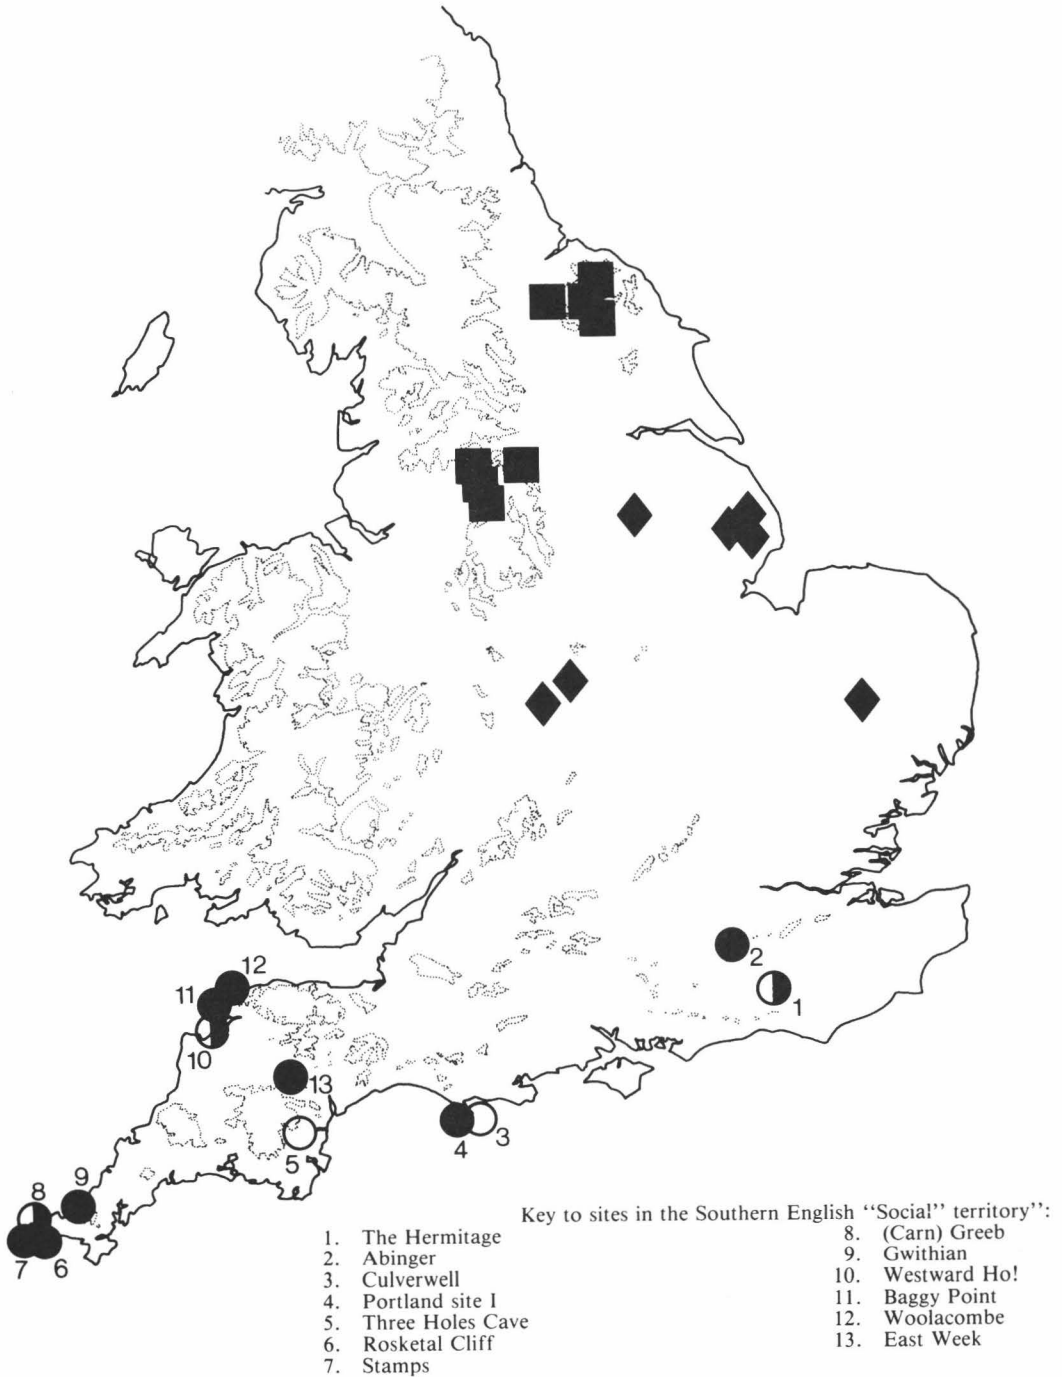 2
1
12
11
10
13
5
4
3
9
8
7
6
Key to sites in the Southern English “Social” territory”:
1. The Hermitage
2. Abinger
3. Culverwell
4. Portland site I
5. Three Holes Cave
6. Rosketal Cliff
7. Stamps
8. (Carn) Greeb
9. Gwithian
10. Westward Ho!
11. Baggy Point
12. Woolacombe
13. East Week